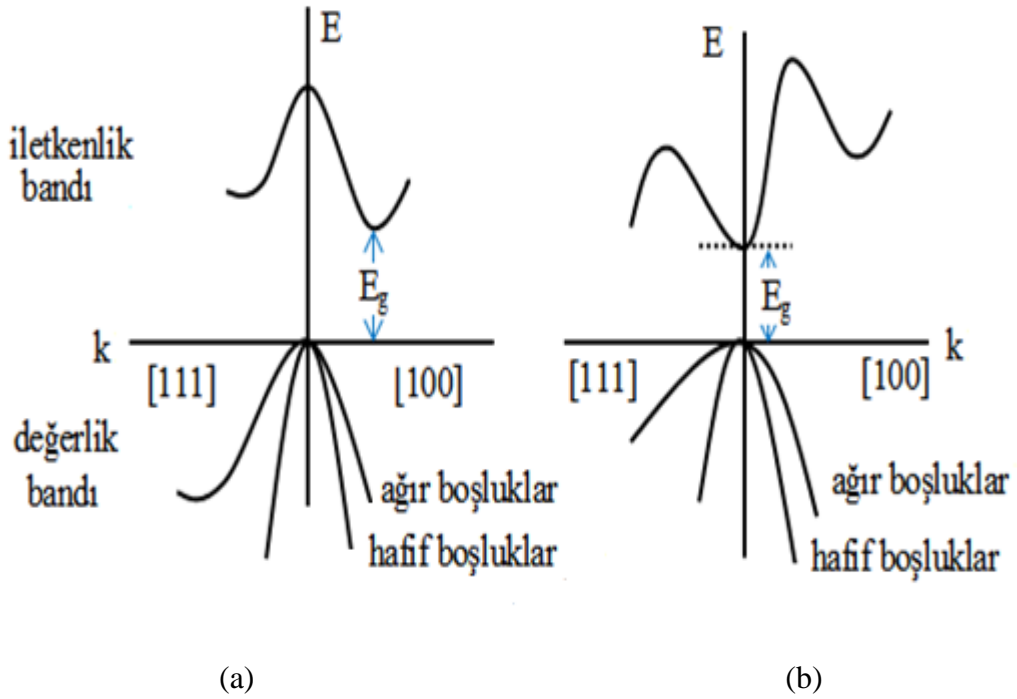 E
iletkenlik
bandı
E_g
k
[111]
[100]
değerlik
bandı
ağır boşluklar
hafif boşluklar
(a)
E
E_g
k
[111]
[100]
ağır boşluklar
hafif boşluklar
(b)